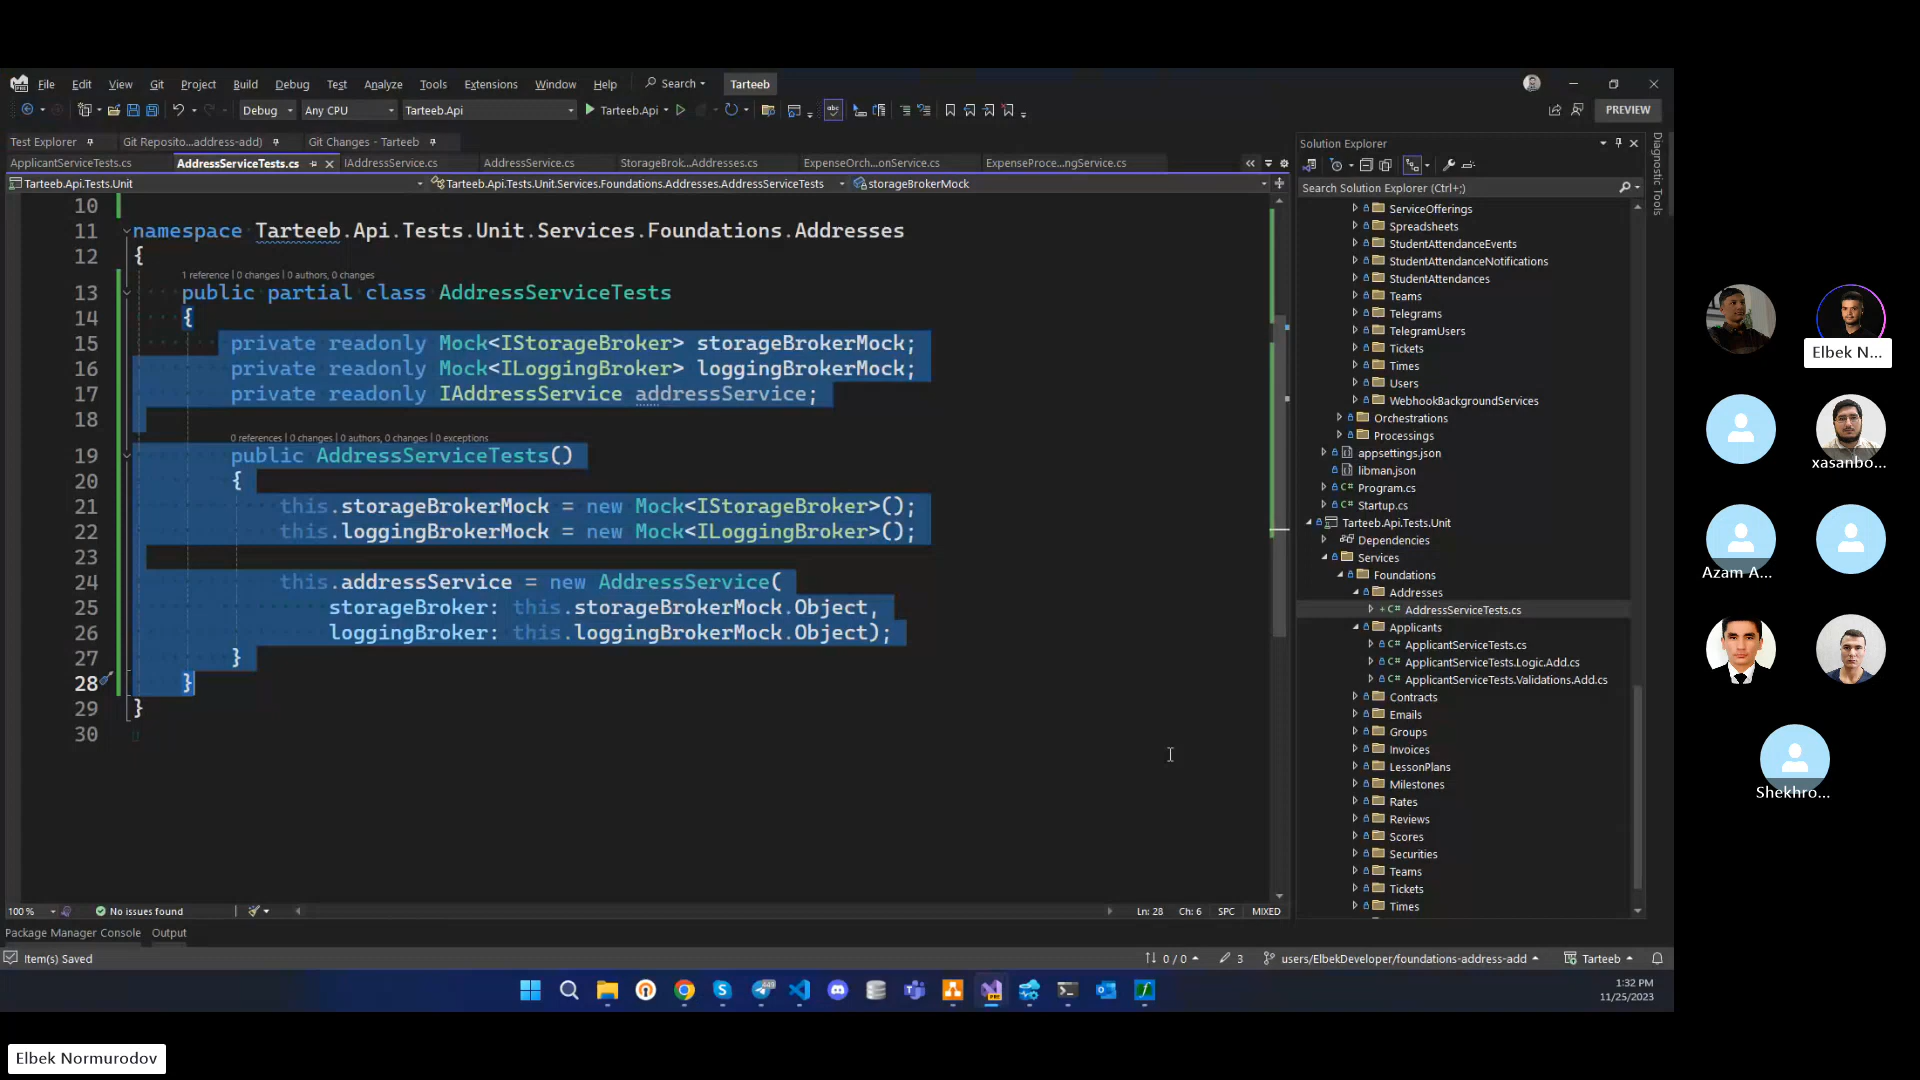 File Edit View Git Project Build Debug Test Analyze Tools Extensions Window Help Search Tarteeb
Debug Any CPU Tarteeb.Api Tarteeb.Api PREVIEW
Test Explorer Git Reposito...address-add) Git Changes - Tarteeb
ApplicantServiceTests.cs AddressServiceTests.cs IAddressService.cs AddressService.cs StorageBrok...Addresses.cs ExpenseOrch...onService.cs ExpenseProce...ngService.cs
Tarteeb.Api.Tests.Unit Tarteeb.Api.Tests.Unit.Services.Foundations.Addresses.AddressServiceTests storageBrokerMock
10
11 namespace Tarteeb.Api.Tests.Unit.Services.Foundations.Addresses
12 {
1 reference | 0 changes | 0 authors, 0 changes
13 public partial class AddressServiceTests
14 {
15 private readonly Mock<IStorageBroker> storageBrokerMock;
16 private readonly Mock<ILoggingBroker> loggingBrokerMock;
17 private readonly IAddressService addressService;
18
0 references | 0 changes | 0 authors, 0 changes | 0 exceptions
19 public AddressServiceTests()
20 {
21 this.storageBrokerMock = new Mock<IStorageBroker>();
22 this.loggingBrokerMock = new Mock<ILoggingBroker>();
23
24 this.addressService = new AddressService(
25 storageBroker: this.storageBrokerMock.Object,
26 loggingBroker: this.loggingBrokerMock.Object);
27 }
28 }
29 }
30
100 % No issues found Ln: 28 Ch: 6 SPC MIXED
Package Manager Console Output
Item(s) Saved 0 / 0 3 users/ElbekDeveloper/foundations-address-add Tarteeb
Solution Explorer
Search Solution Explorer (Ctrl+;)
ServiceOfferings
Spreadsheets
StudentAttendanceEvents
StudentAttendanceNotifications
StudentAttendances
Teams
Telegrams
TelegramUsers
Tickets
Times
Users
WebhookBackgroundServices
Orchestrations
Processings
appsettings.json
libman.json
C# Program.cs
C# Startup.cs
Tarteeb.Api.Tests.Unit
Dependencies
Services
Foundations
Addresses
+ C# AddressServiceTests.cs
Applicants
C# ApplicantServiceTests.cs
C# ApplicantServiceTests.Logic.Add.cs
C# ApplicantServiceTests.Validations.Add.cs
Contracts
Emails
Groups
Invoices
LessonPlans
Milestones
Rates
Reviews
Scores
Securities
Teams
Tickets
Times
Diagnostic Tools
1:32 PM
11/25/2023
Elbek N...
xasanbo...
Azam A...
Shekhro...
Elbek Normurodov